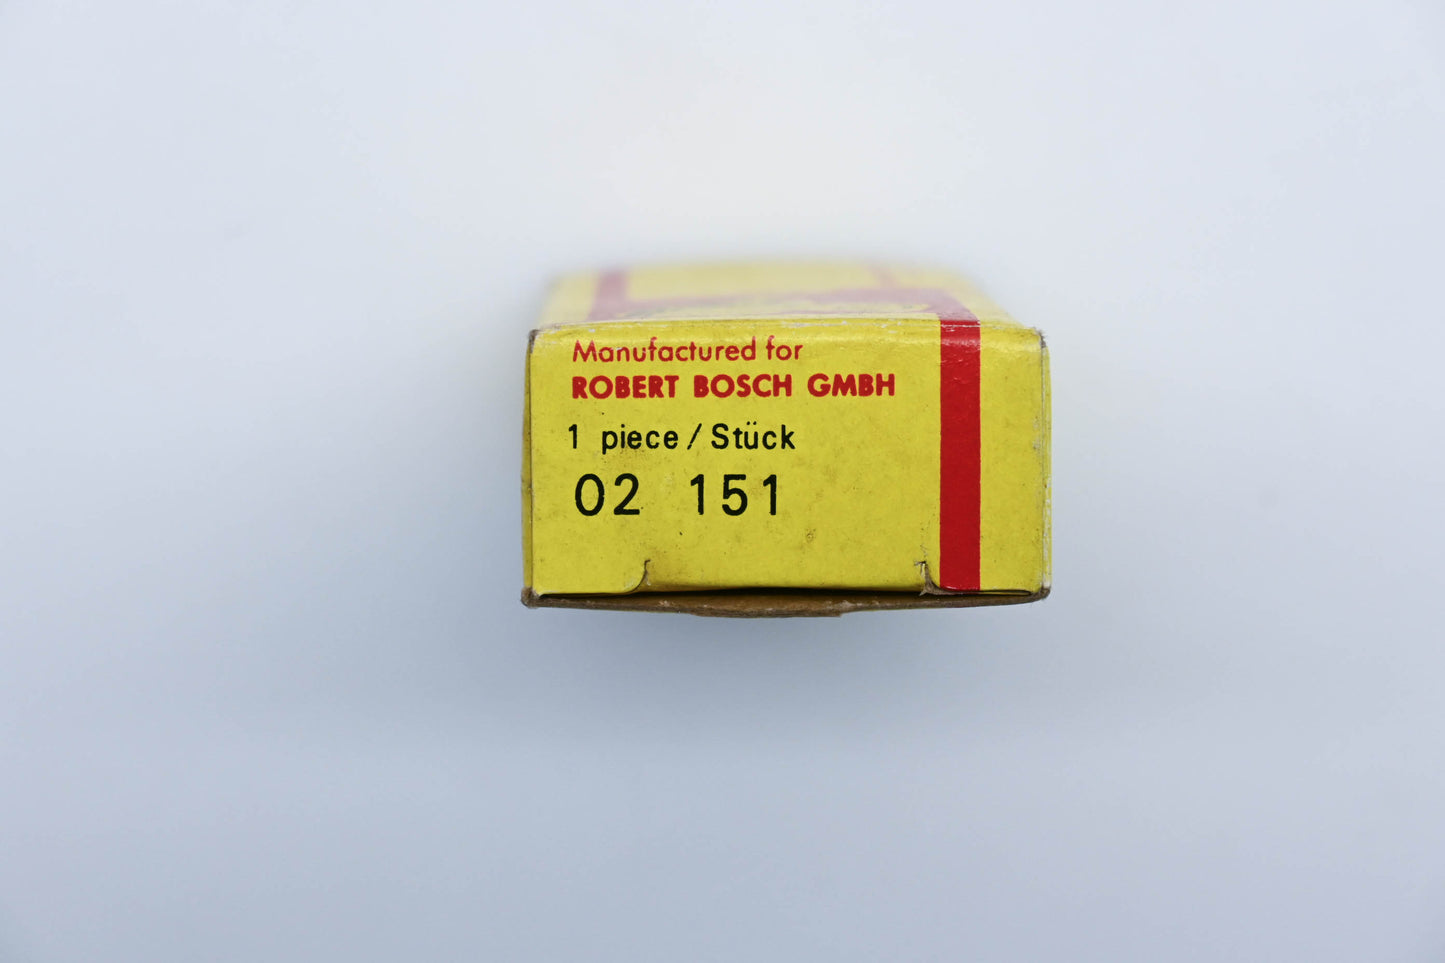 Manufactured for
ROBERT BOSCH GMBH
1 piece / Stück
02 151